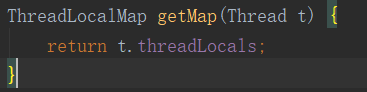 ThreadLocalMap getMap(Thread t) {
    return t.threadLocals;
}